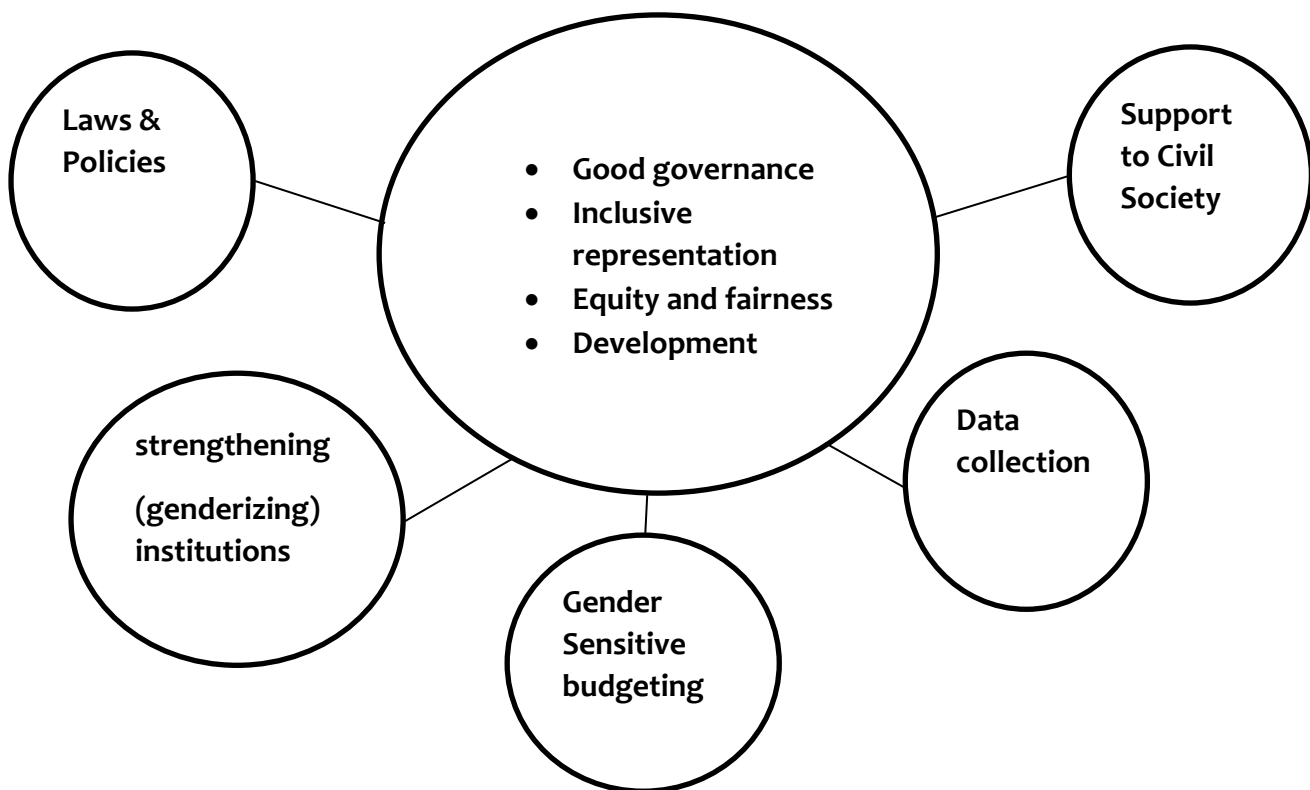 Laws &
Policies
• Good governance
• Inclusive
representation
• Equity and fairness
• Development
Support
to Civil
Society
strengthening
(genderizing)
institutions
Gender
Sensitive
budgeting
Data
collection